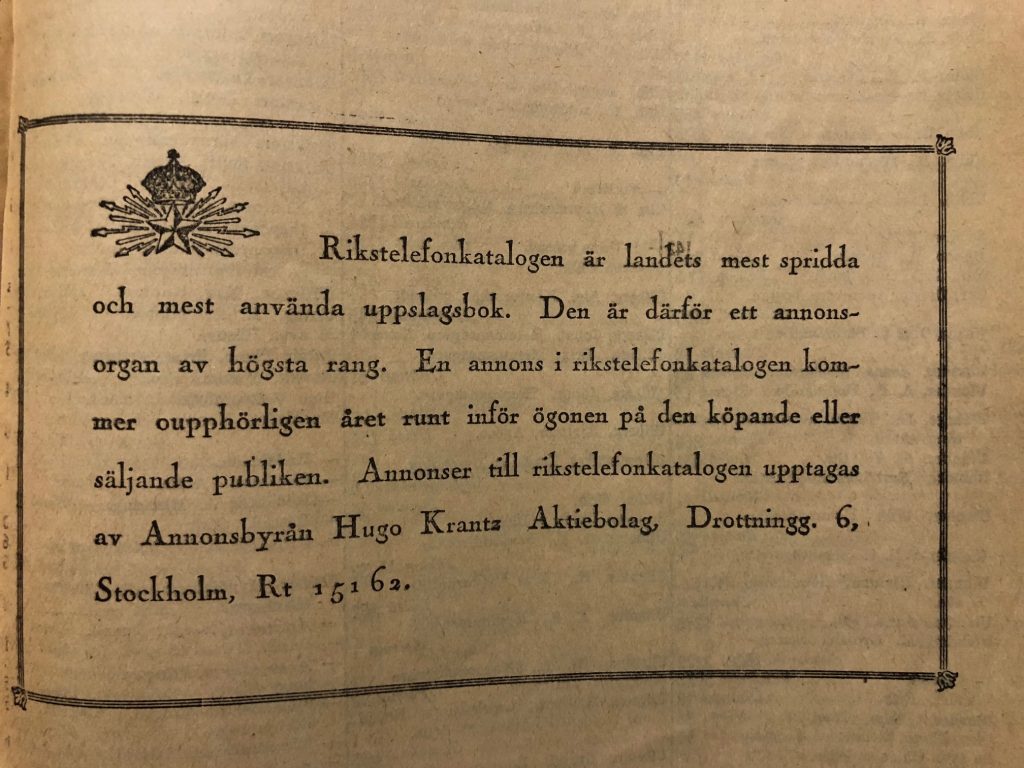 Rikstelefonkatalogen är landets mest spridda
och mest använda uppslagsbok. Den är därför ett annons-
organ av högsta rang. En annons i rikstelefonkatalogen kom-
mer oupphörligen året runt inför ögonen på den köpande eller
säljande publiken. Annonser till rikstelefonkatalogen upptagas
av Annonsbyrån Hugo Krantz Aktiebolag, Drottningg. 6,
Stockholm, Rt 15162.